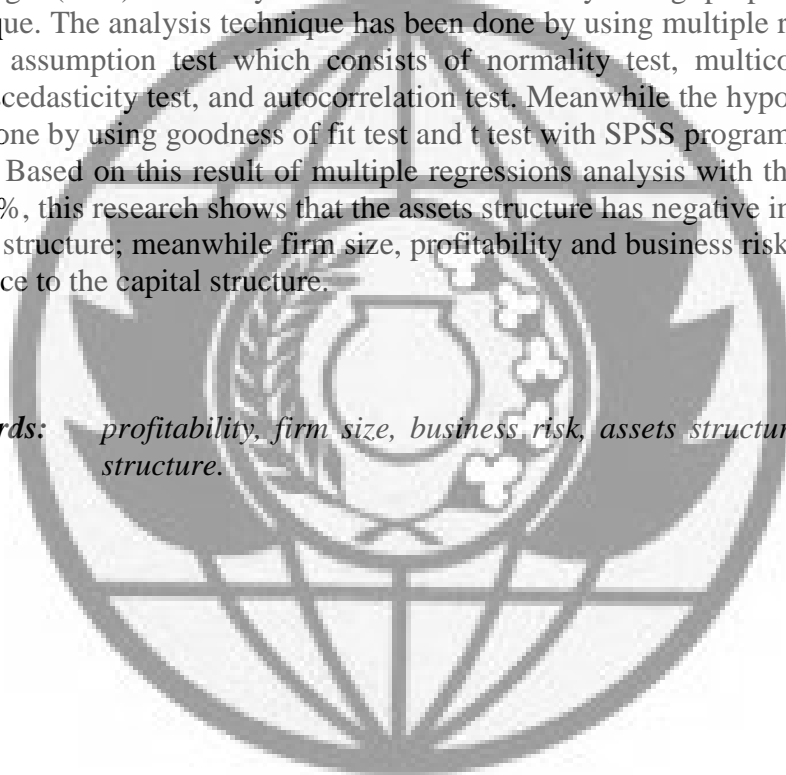 que. The analysis technique has been done by using multiple r
assumption test which consists of normality test, multico
scedasticity test, and autocorrelation test. Meanwhile the hypo
one by using goodness of fit test and t test with SPSS program
Based on this result of multiple regressions analysis with th
%, this research shows that the assets structure has negative in
structure; meanwhile firm size, profitability and business risk
ce to the capital structure.
rds: profitability, firm size, business risk, assets structur
structure.